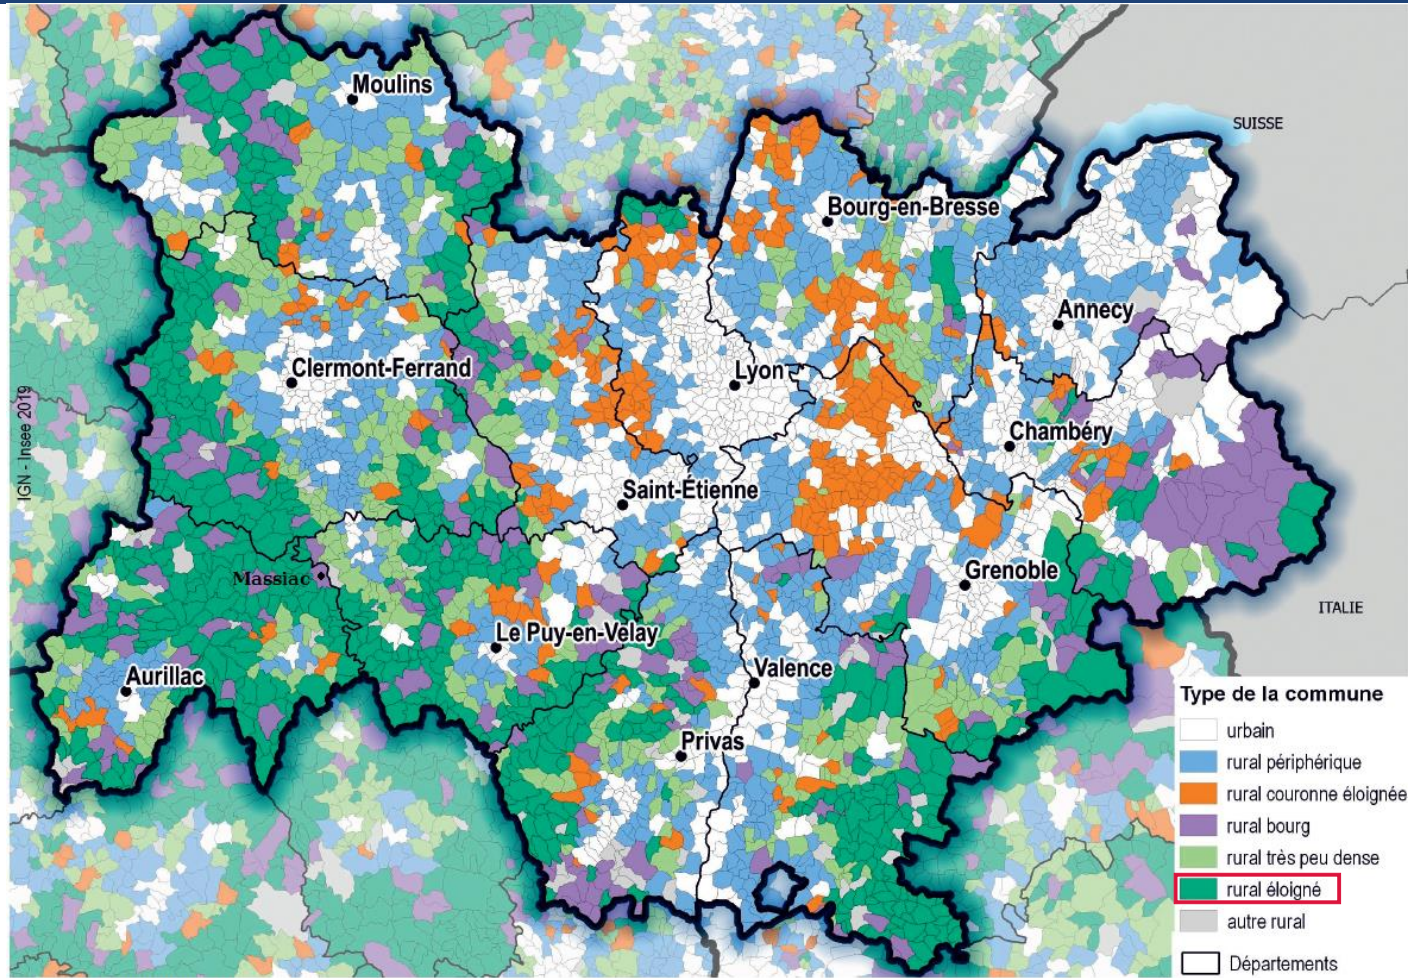 Moulins
SUISSE
Bourg-en-Bresse
Annecy
Clermont-Ferrand
Lyon
Chambéry
IGN - Insee 2019
Saint-Étienne
Massiac
Grenoble
ITALIE
Le Puy-en-Velay
Aurillac
Valence
Privas
Type de la commune
urbain
rural périphérique
rural couronne éloignée
rural bourg
rural très peu dense
rural éloigné
autre rural
Départements